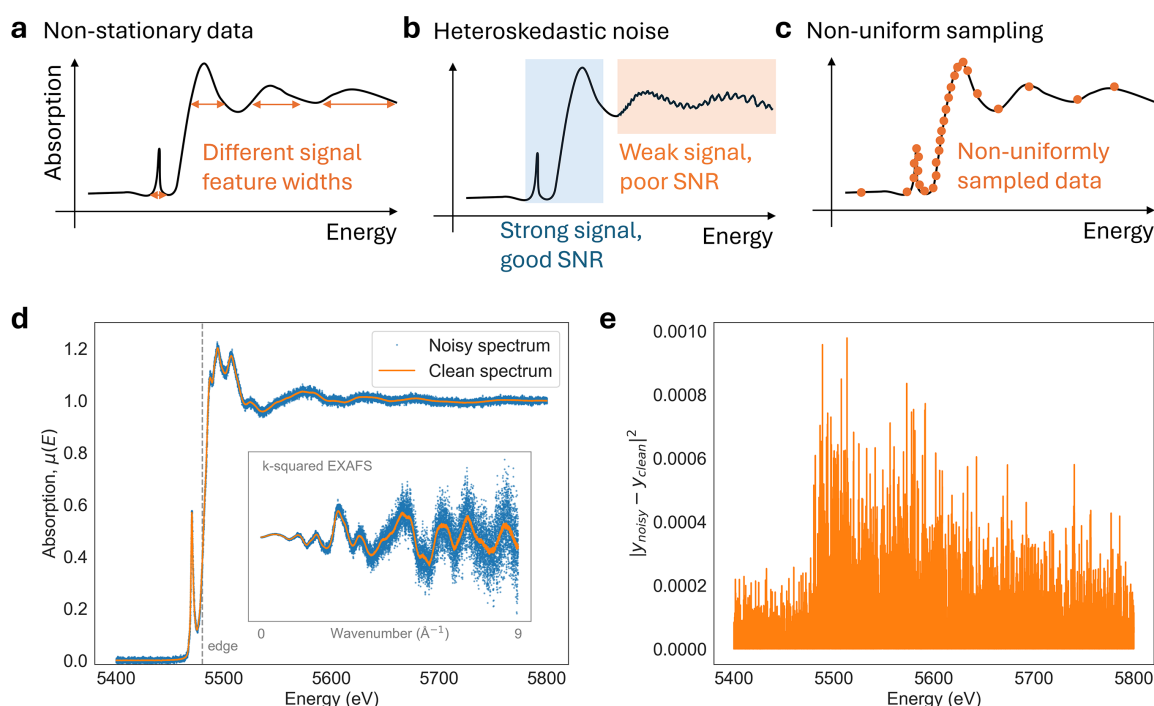 a Non-stationary data
Absorption
Different signal
feature widths
Energy
b Heteroskedastic noise
Weak signal,
poor SNR
Strong signal,
good SNR
Energy
c Non-uniform sampling
Non-uniformly
sampled data
Energy
d
Absorption, μ(E)
1.2
1.0
0.8
0.6
0.4
0.2
0.0
Noisy spectrum
Clean spectrum
k-squared EXAFS
0 Wavenumber (Å⁻¹) 9
edge
5400 5500 5600 5700 5800
Energy (eV)
e
|y_noisy − y_clean|²
0.0010
0.0008
0.0006
0.0004
0.0002
0.0000
5400 5500 5600 5700 5800
Energy (eV)